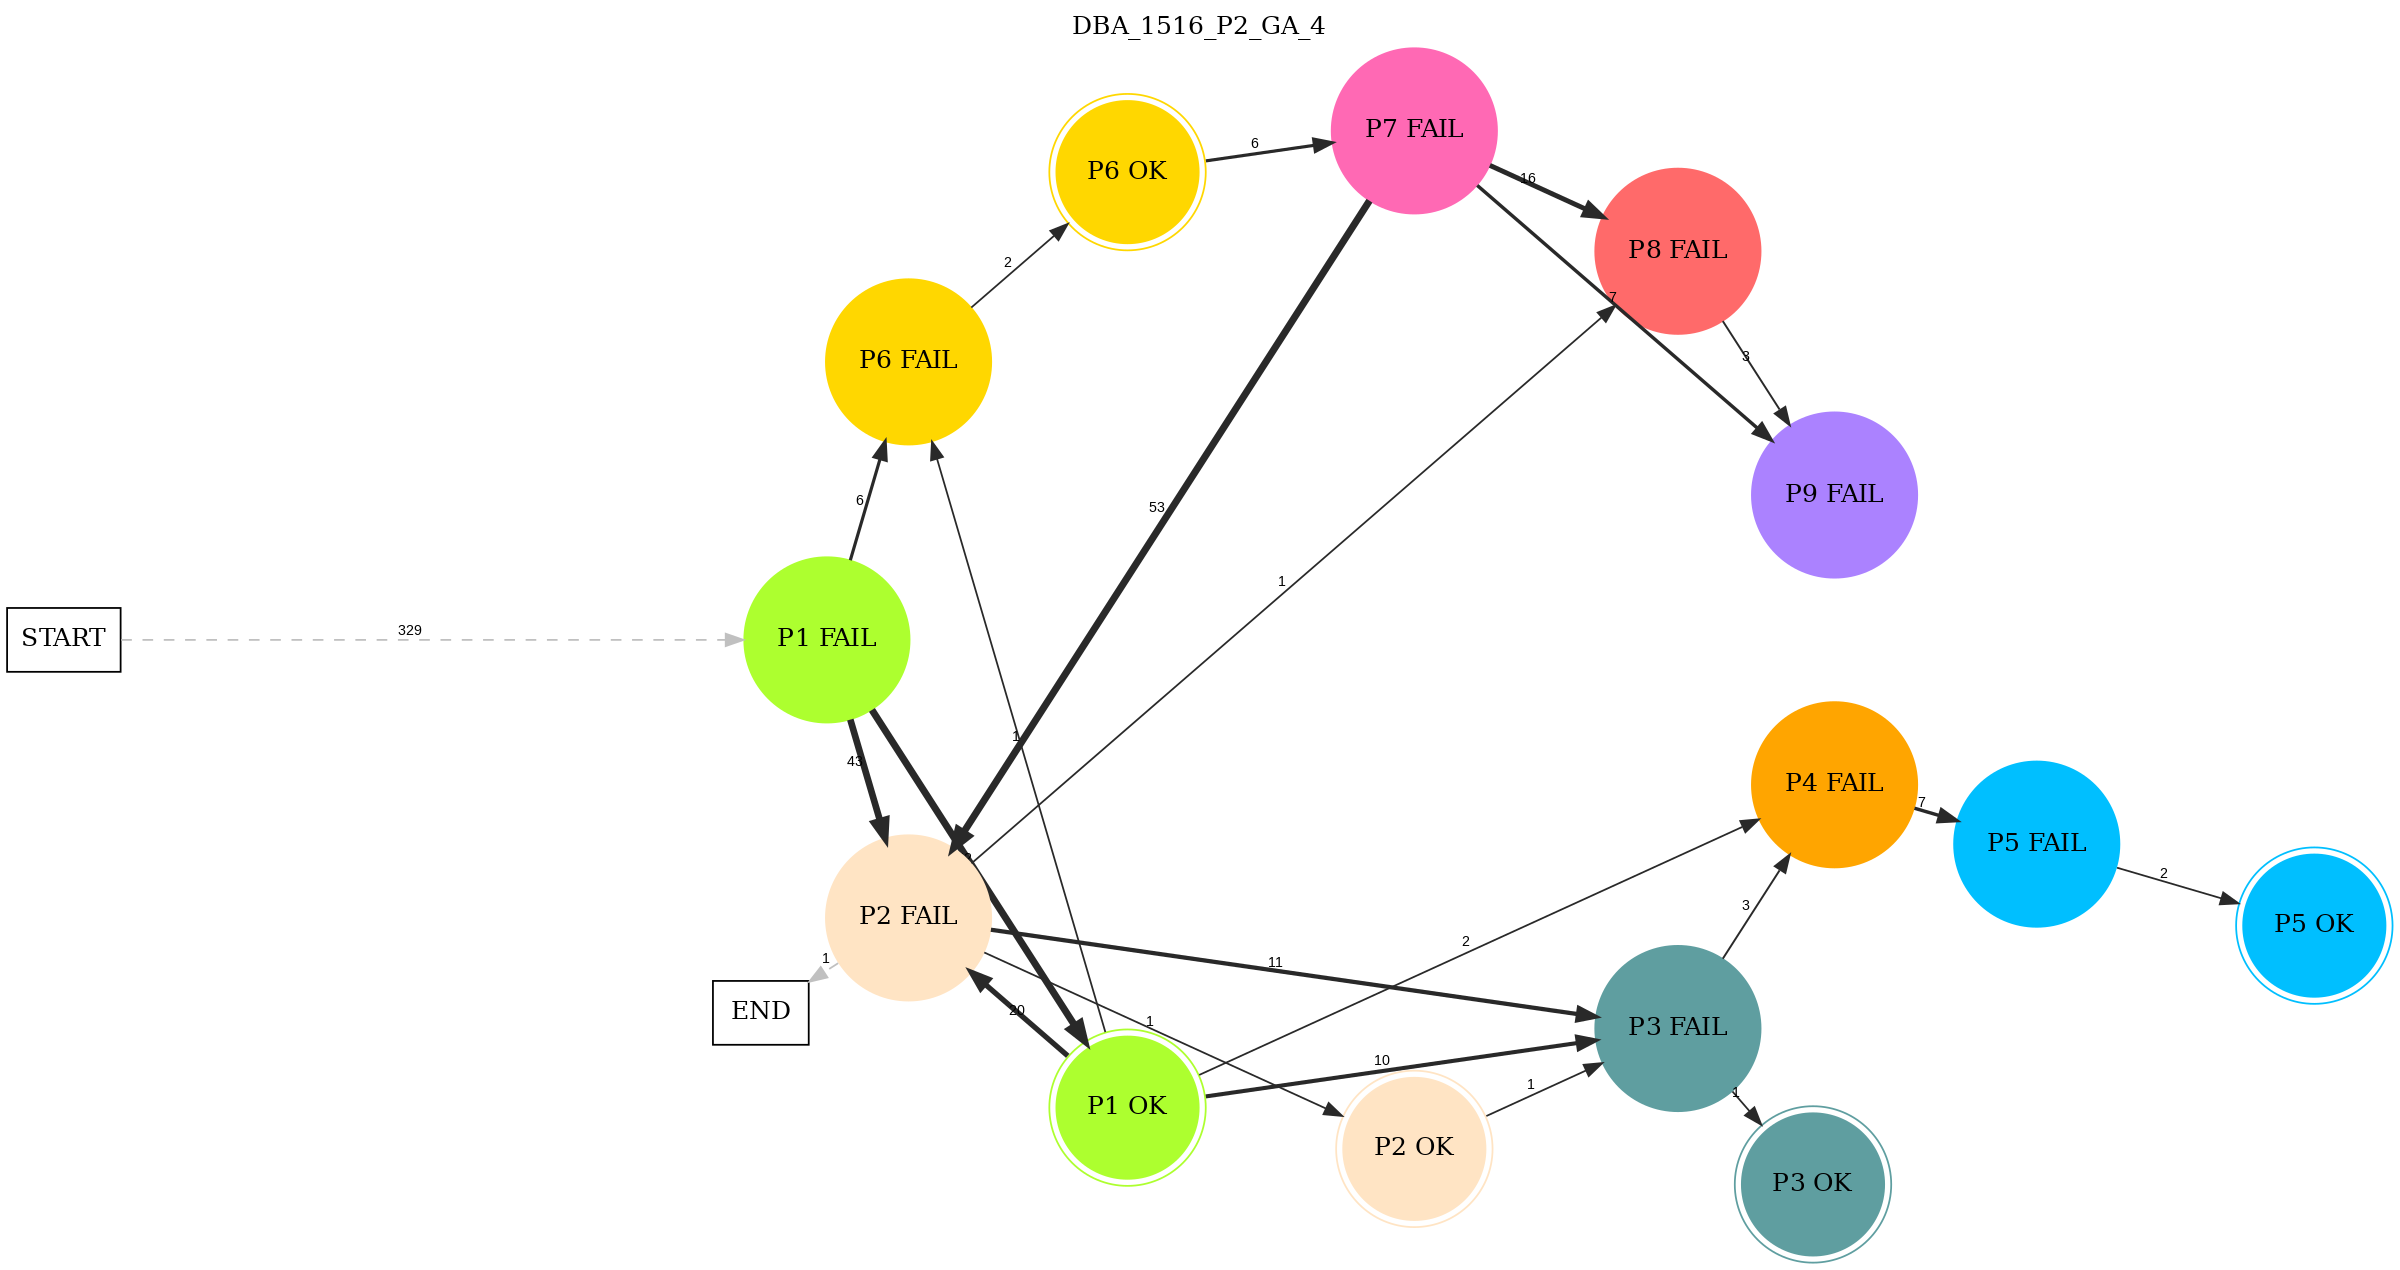 DBA_1516_P2_GA_4
P7 FAIL
P6 OK
6
16
P8 FAIL
2
7
P6 FAIL
3
P9 FAIL
6
53
1
329
START
P1 FAIL
1
43
P4 FAIL
7
P5 FAIL
2
P5 OK
P2 FAIL
3
2
1
11
END
20
1
P3 FAIL
10
1
1
P1 OK
P2 OK
P3 OK